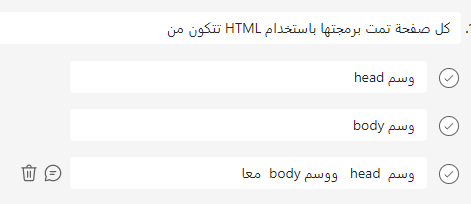 .1 كل صفحة تمت برمجتها باستخدام HTML تتكون من
وسم head
وسم body
وسم head ووسم body معا